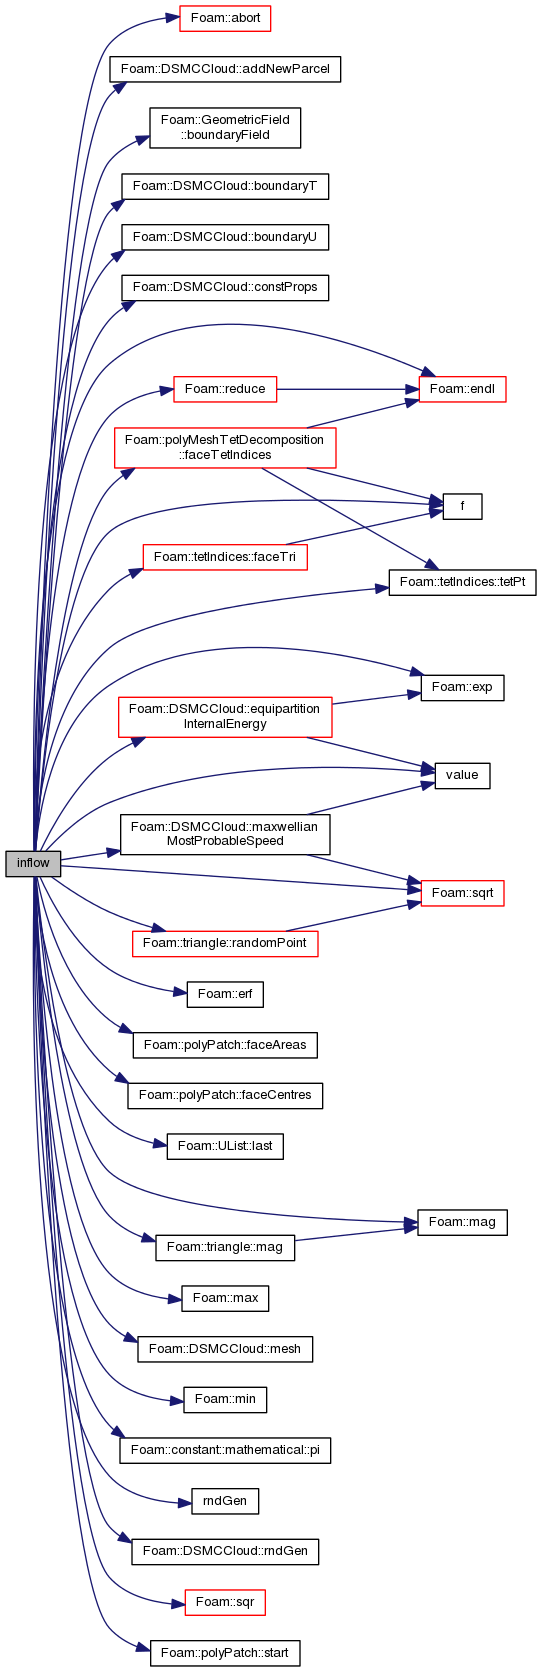 Foam::abort
Foam::DSMCCloud::addNewParcel
Foam::GeometricField
::boundaryField
Foam::DSMCCloud::boundaryT
Foam::DSMCCloud::boundaryU
Foam::DSMCCloud::constProps
Foam::reduce
Foam::endl
Foam::polyMeshTetDecomposition
::faceTetIndices
f
Foam::tetIndices::faceTri
Foam::tetIndices::tetPt
Foam::exp
Foam::DSMCCloud::equipartition
InternalEnergy
value
Foam::DSMCCloud::maxwellian
MostProbableSpeed
inflow
Foam::sqrt
Foam::triangle::randomPoint
Foam::erf
Foam::polyPatch::faceAreas
Foam::polyPatch::faceCentres
Foam::UList::last
Foam::mag
Foam::triangle::mag
Foam::max
Foam::DSMCCloud::mesh
Foam::min
Foam::constant::mathematical::pi
rndGen
Foam::DSMCCloud::rndGen
Foam::sqr
Foam::polyPatch::start